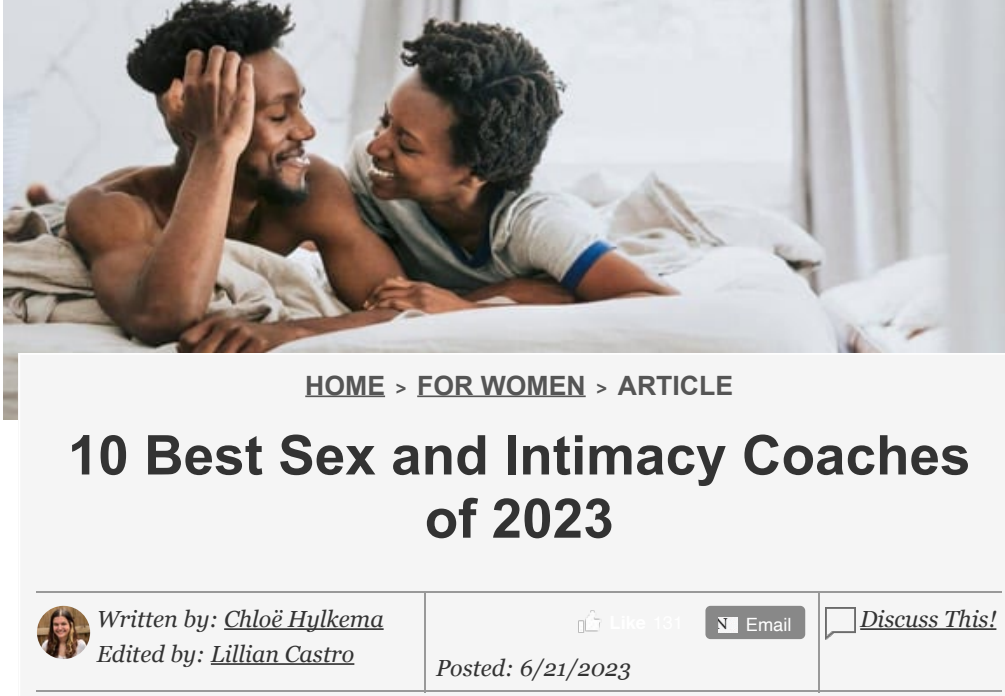 HOME > FOR WOMEN > ARTICLE
10 Best Sex and Intimacy Coaches
of 2023
Written by: Chloë Hylkema
Edited by: Lillian Castro
Like 131
Email
Posted: 6/21/2023
Discuss This!